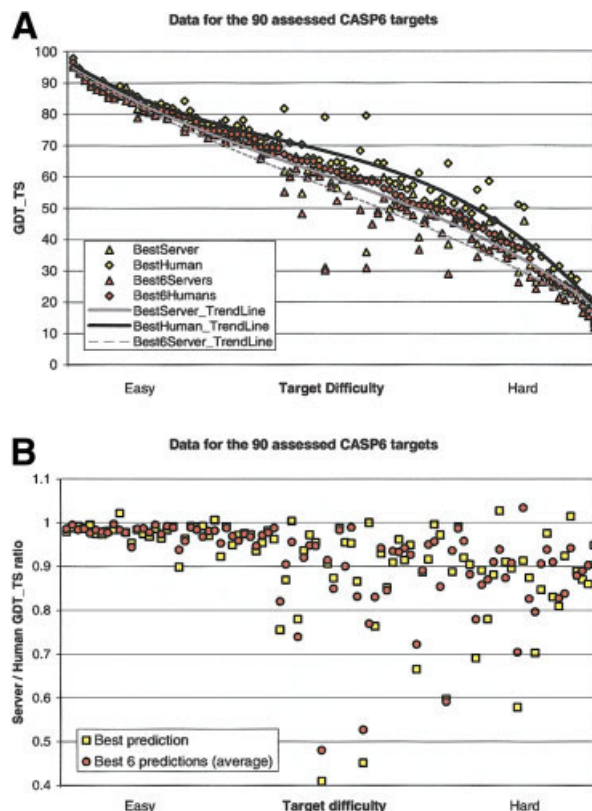 A
Data for the 90 assessed CASP6 targets
100
90
80
70
60
50
40
30
20
10
0
GDT_TS
BestServer
BestHuman
Best6Servers
Best6Humans
BestServer_TrendLine
BestHuman_TrendLine
Best6Server_TrendLine
Easy Target Difficulty Hard
B
Data for the 90 assessed CASP6 targets
1.1
1
0.9
0.8
0.7
0.6
0.5
0.4
Server / Human GDT_TS ratio
Best prediction
Best 6 predictions (average)
Easy Target difficulty Hard